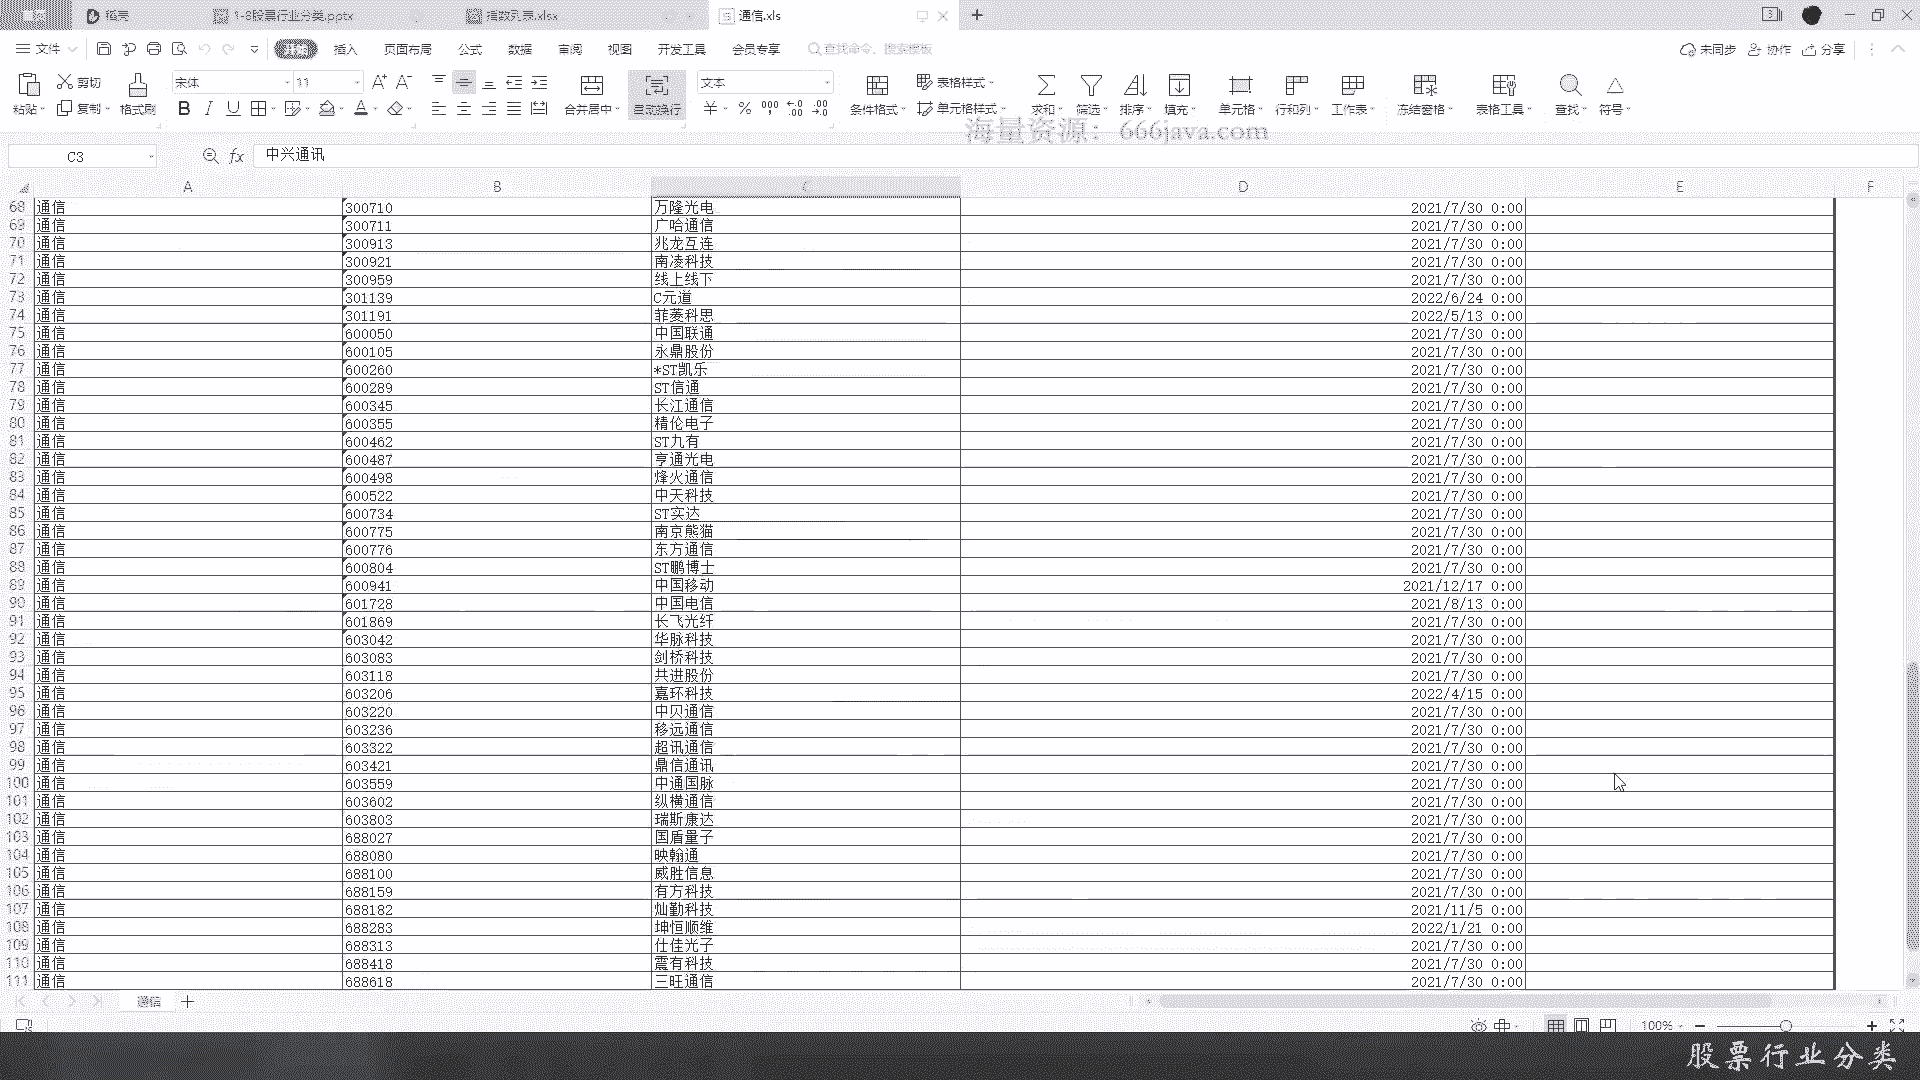 稻壳 1-8股票行业分类.pptx 指数列表.xlsx 通信.xls
文件 开始 插入 页面布局 公式 数据 审阅 视图 开发工具 会员专享 查找命令、搜索模板 未同步 协作 分享
粘贴 剪切 复制 格式刷 宋体 11 合并居中 自动换行 文本 条件格式 表格样式 单元格样式 求和 筛选 排序 填充 单元格 行和列 工作表 冻结窗格 表格工具 查找 符号
海量资源：666java.com
C3 fx 中兴通讯
A B C D E F
68 通信 300710 万隆光电 2021/7/30 0:00
69 通信 300711 广哈通信 2021/7/30 0:00
70 通信 300913 兆龙互连 2021/7/30 0:00
71 通信 300921 南凌科技 2021/7/30 0:00
72 通信 300959 线上线下 2021/7/30 0:00
73 通信 301139 C元道 2022/6/24 0:00
74 通信 301191 菲菱科思 2022/5/13 0:00
75 通信 600050 中国联通 2021/7/30 0:00
76 通信 600105 永鼎股份 2021/7/30 0:00
77 通信 600260 *ST凯乐 2021/7/30 0:00
78 通信 600289 ST信通 2021/7/30 0:00
79 通信 600345 长江通信 2021/7/30 0:00
80 通信 600355 精伦电子 2021/7/30 0:00
81 通信 600462 ST九有 2021/7/30 0:00
82 通信 600487 亨通光电 2021/7/30 0:00
83 通信 600498 烽火通信 2021/7/30 0:00
84 通信 600522 中天科技 2021/7/30 0:00
85 通信 600734 ST实达 2021/7/30 0:00
86 通信 600775 南京熊猫 2021/7/30 0:00
87 通信 600776 东方通信 2021/7/30 0:00
88 通信 600804 ST鹏博士 2021/7/30 0:00
89 通信 600941 中国移动 2021/12/17 0:00
90 通信 601728 中国电信 2021/8/13 0:00
91 通信 601869 长飞光纤 2021/7/30 0:00
92 通信 603042 华脉科技 2021/7/30 0:00
93 通信 603083 剑桥科技 2021/7/30 0:00
94 通信 603118 共进股份 2021/7/30 0:00
95 通信 603206 嘉环科技 2022/4/15 0:00
96 通信 603220 中贝通信 2021/7/30 0:00
97 通信 603236 移远通信 2021/7/30 0:00
98 通信 603322 超讯通信 2021/7/30 0:00
99 通信 603421 鼎信通讯 2021/7/30 0:00
100 通信 603559 中通国脉 2021/7/30 0:00
101 通信 603602 纵横通信 2021/7/30 0:00
102 通信 603803 瑞斯康达 2021/7/30 0:00
103 通信 688027 国盾量子 2021/7/30 0:00
104 通信 688080 映翰通 2021/7/30 0:00
105 通信 688100 威胜信息 2021/7/30 0:00
106 通信 688159 有方科技 2021/7/30 0:00
107 通信 688182 灿勤科技 2021/11/5 0:00
108 通信 688283 坤恒顺维 2022/1/21 0:00
109 通信 688313 仕佳光子 2021/7/30 0:00
110 通信 688418 震有科技 2021/7/30 0:00
111 通信 688618 三旺通信 2021/7/30 0:00
通信
100%
股票行业分类